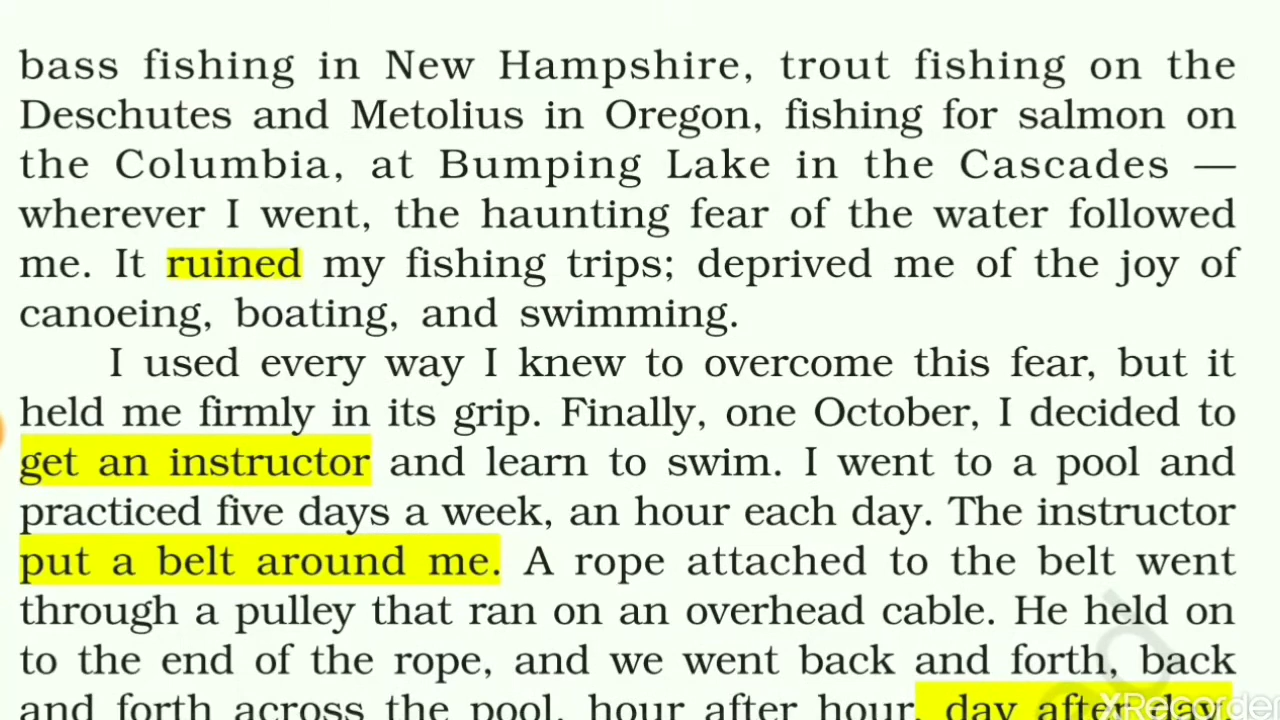 bass fishing in New Hampshire, trout fishing on the
Deschutes and Metolius in Oregon, fishing for salmon on
the Columbia, at Bumping Lake in the Cascades —
wherever I went, the haunting fear of the water followed
me. It ruined my fishing trips; deprived me of the joy of
canoeing, boating, and swimming.
I used every way I knew to overcome this fear, but it
held me firmly in its grip. Finally, one October, I decided to
get an instructor and learn to swim. I went to a pool and
practiced five days a week, an hour each day. The instructor
put a belt around me. A rope attached to the belt went
through a pulley that ran on an overhead cable. He held on
to the end of the rope, and we went back and forth, back
and forth across the pool, hour after hour, day after day,
XRecorder